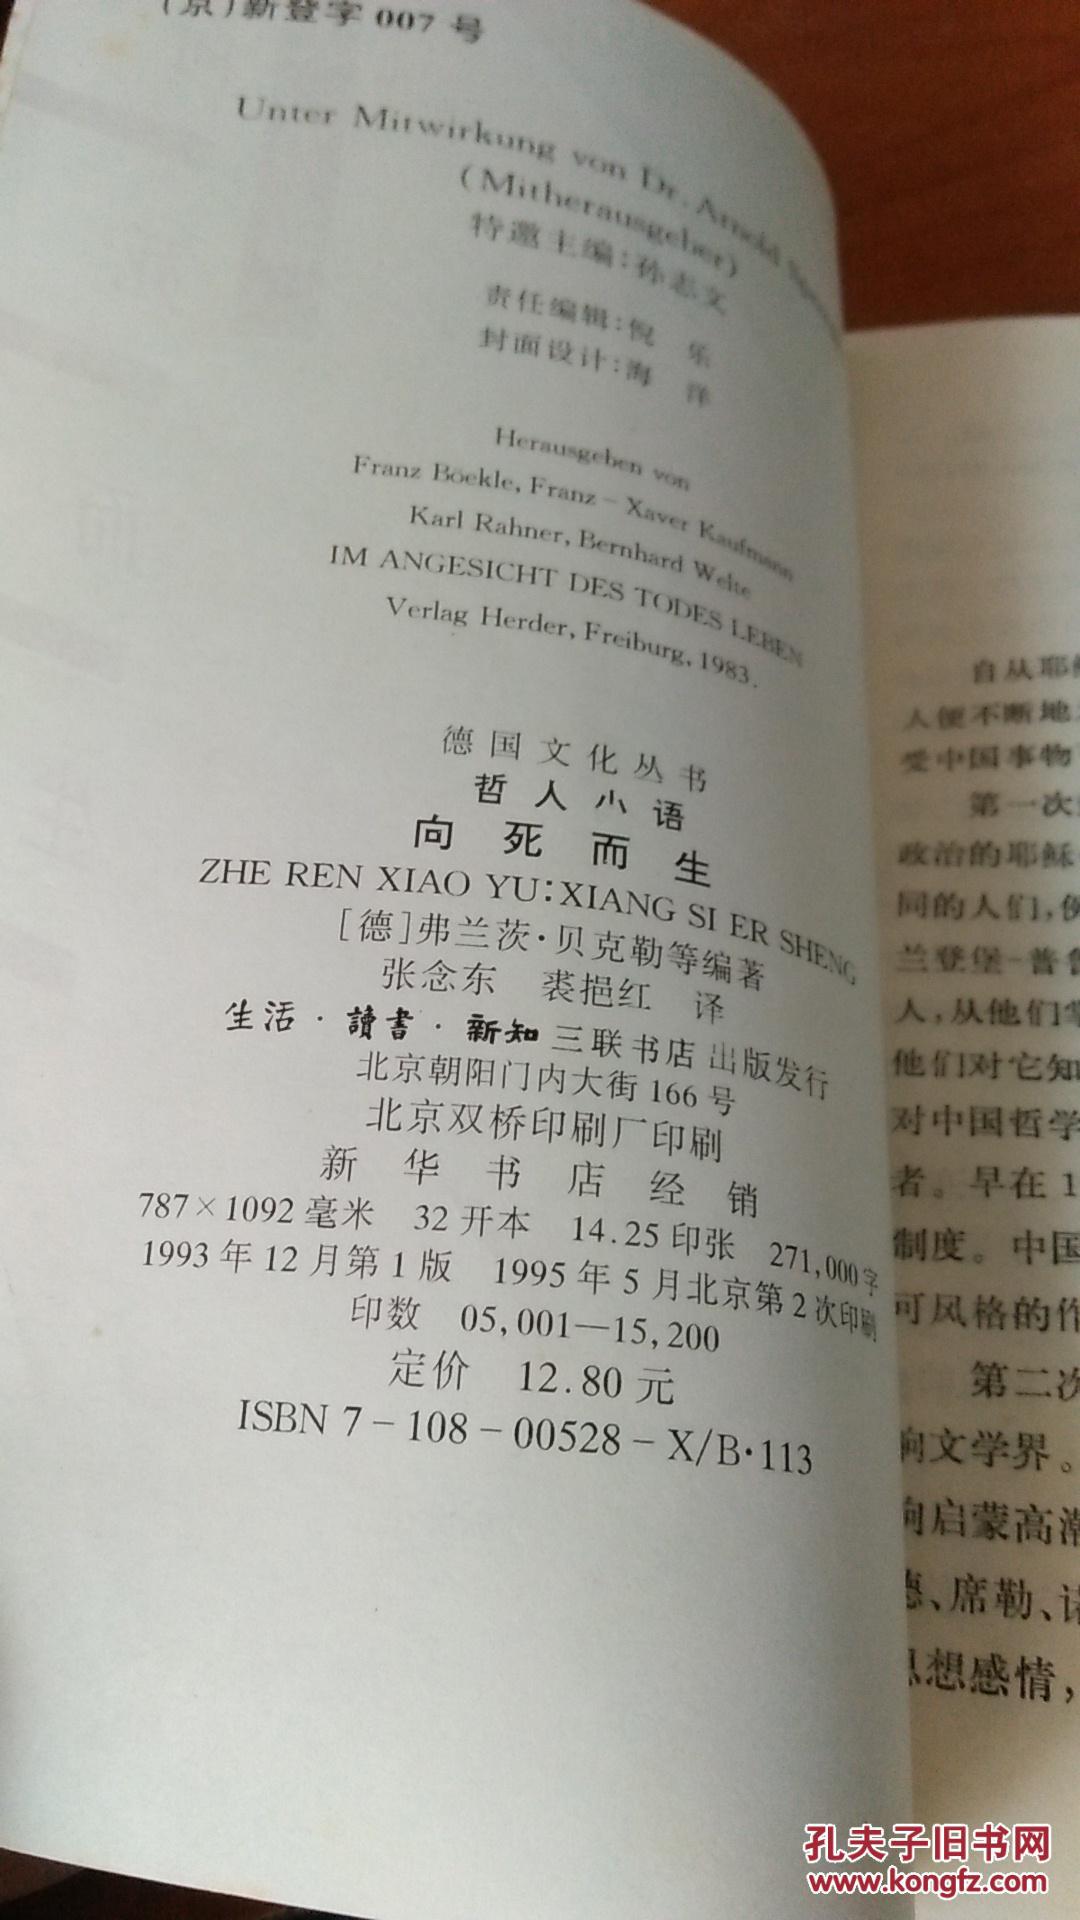 (京)新登字 007 号
Unter Mitwirkung von Dr. Arnold
(Mitherausgeber)
特邀主编:孙志文
责任编辑:倪 乐
封面设计:海 洋
Herausgeben von
Franz Böekle, Franz - Xaver Kaufmann
Karl Rahner, Bernhard Welte
IM ANGESICHT DES TODES LEBEN
Verlag Herder, Freiburg, 1983.
德国文化丛书
哲人小语
向死而生
ZHE REN XIAO YU:XIANG SI ER SHENG
[德]弗兰茨·贝克勒等编著
张念东 裘挹红 译
生活·讀書·新知三联书店 出版发行
北京朝阳门内大街 166 号
北京双桥印刷厂印刷
新华书店经销
787×1092毫米 32开本 14.25印张 271,000字
1993年12月第1版 1995年5月北京第2次印刷
印数 05,001—15,200
定价 12.80元
ISBN 7-108-00528-X/B·113
自从耶稣
人便不断地
受中国事物
第一次
政治的耶稣
同的人们,
兰登堡-普鲁
人,从他们掌
他们对它知
对中国哲学
者。早在 1
制度。中国
可风格的作
第二次
响文学界。
向启蒙高潮
德、席勒、诺
思想感情,
孔夫子旧书网
www.kongfz.com